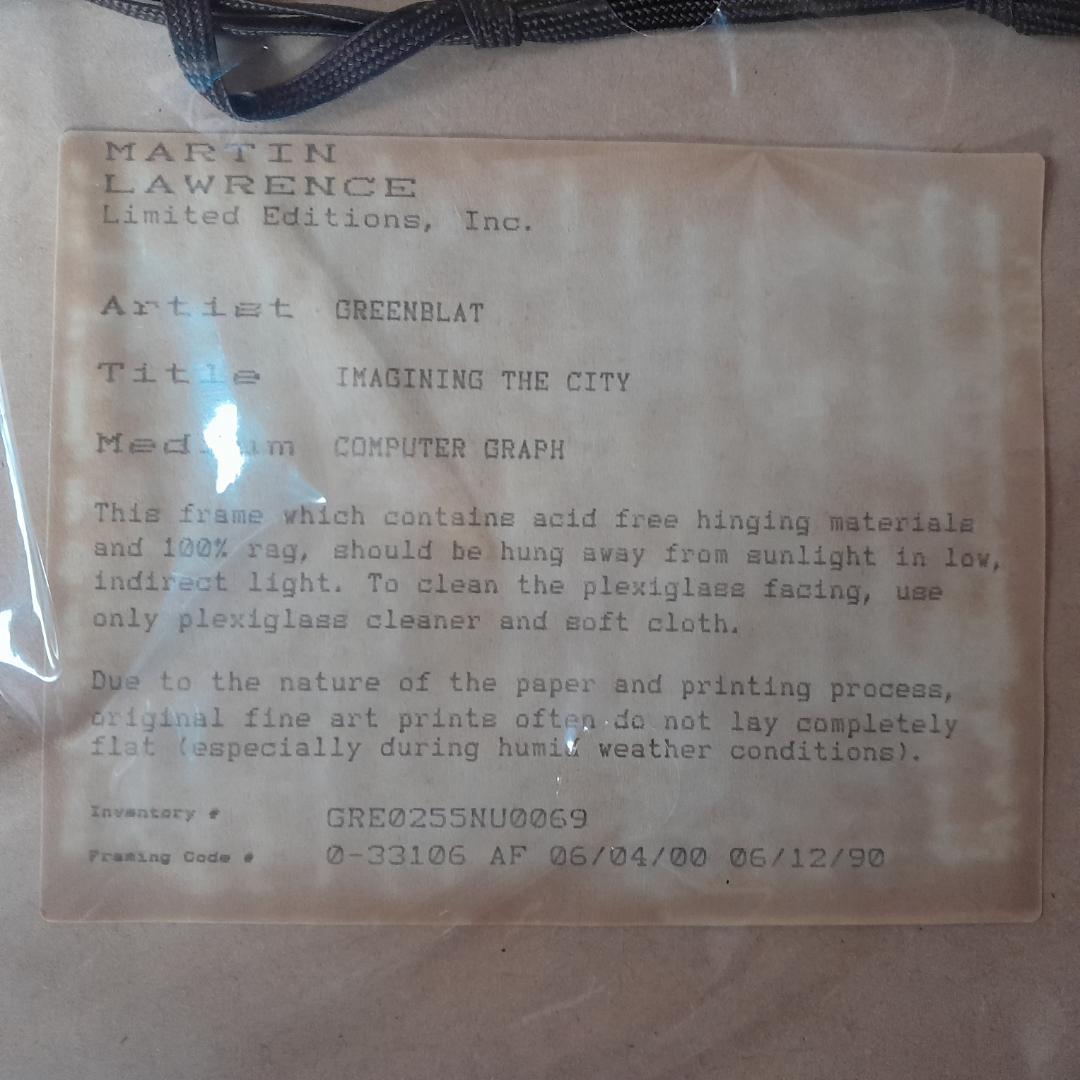 MARTIN
LAWRENCE
Limited Editions, Inc.
Artist GREENBLAT
Title IMAGINING THE CITY
Medium COMPUTER GRAPH
This frame which contains acid free hinging materials
and 100% rag, should be hung away from sunlight in low,
indirect light. To clean the plexiglass facing, use
only plexiglass cleaner and soft cloth.
Due to the nature of the paper and printing process,
original fine art prints often do not lay completely
flat (especially during humid weather conditions).
Inventory # GRE0255NU0069
Framing Code # 0-33106 AF 06/04/00 06/12/90